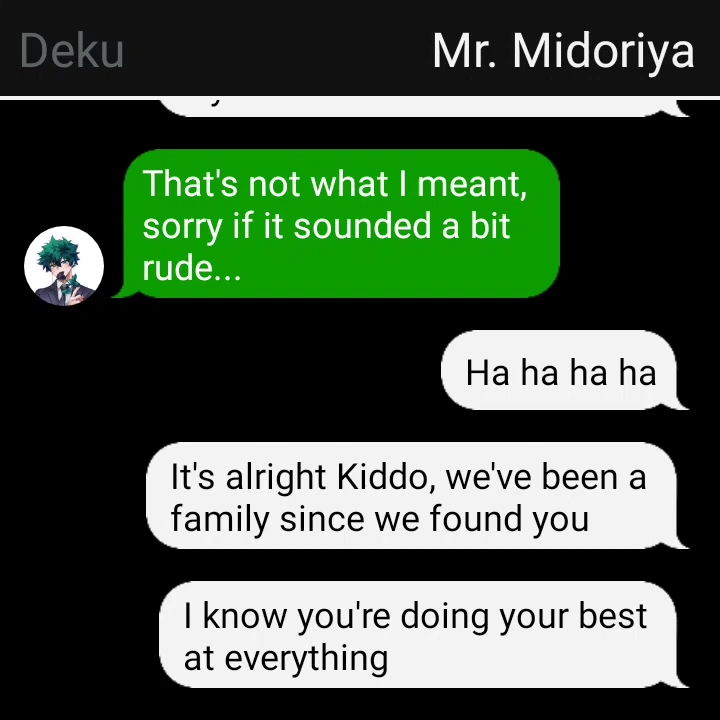 Deku Mr. Midoriya
That's not what I meant,
sorry if it sounded a bit
rude...
Ha ha ha ha
It's alright Kiddo, we've been a
family since we found you
I know you're doing your best
at everything